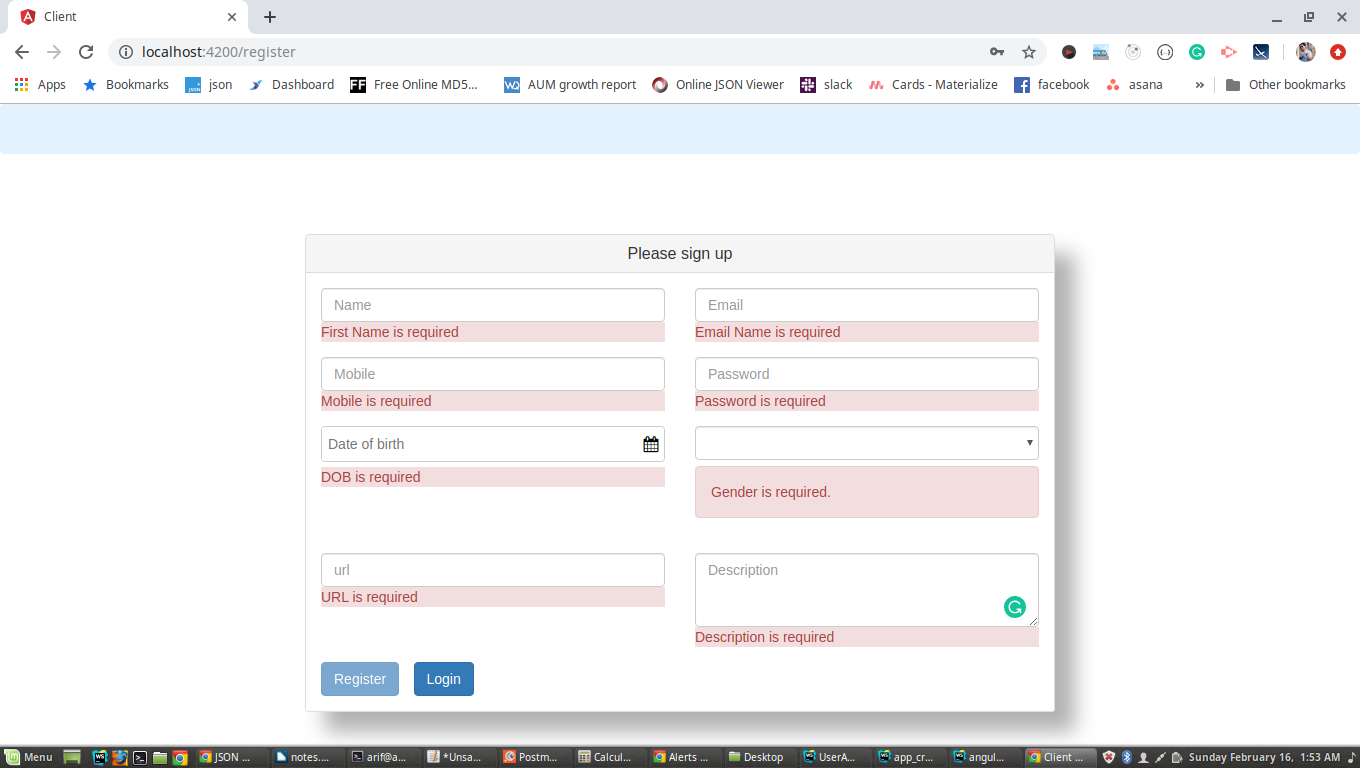 Client
localhost:4200/register
Apps Bookmarks json Dashboard Free Online MD5... AUM growth report Online JSON Viewer slack Cards - Materialize facebook asana » Other bookmarks
Please sign up
Name Email
First Name is required Email Name is required
Mobile Password
Mobile is required Password is required
Date of birth
DOB is required Gender is required.
url Description
URL is required
Description is required
Register Login
Menu JSON ... notes.... arif@a... *Unsa... Postm... Calcul... Alerts ... Desktop UserA... app_cr... angul... Client ... Sunday February 16, 1:53 AM